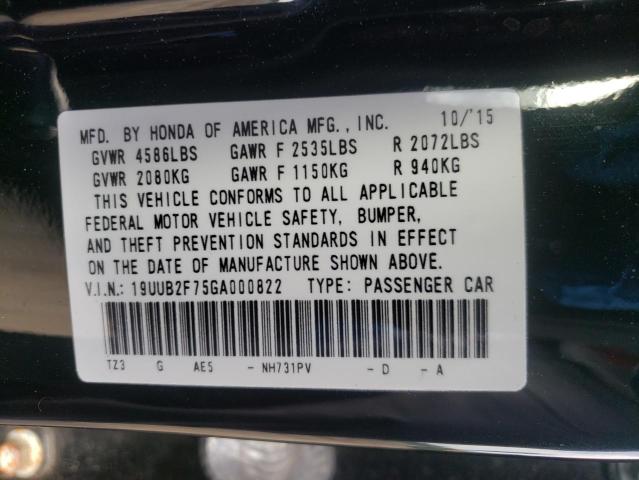 MFD. BY HONDA OF AMERICA MFG., INC. 10/'15
GVWR 4586LBS GAWR F 2535LBS R 2072LBS
GVWR 2080KG GAWR F 1150KG R 940KG
THIS VEHICLE CONFORMS TO ALL APPLICABLE
FEDERAL MOTOR VEHICLE SAFETY, BUMPER,
AND THEFT PREVENTION STANDARDS IN EFFECT
ON THE DATE OF MANUFACTURE SHOWN ABOVE.
V.I.N.: 19UUB2F75GA000822 TYPE: PASSENGER CAR
TZ3 G AE5 - NH731PV - D - A